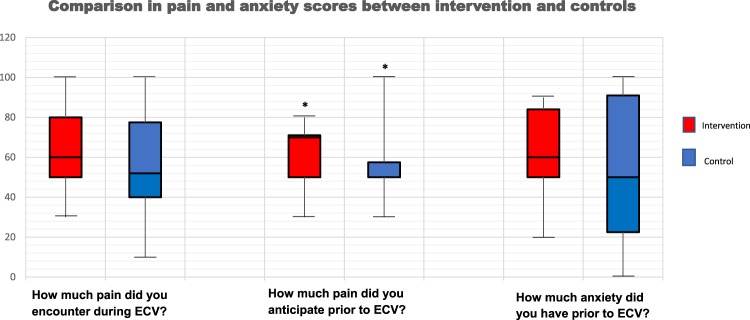 Comparison in pain and anxiety scores between intervention and controls
120
100
80
60
40
20
0
*
*
Intervention
Control
How much pain did you
encounter during ECV?
How much pain did you
anticipate prior to ECV?
How much anxiety did
you have prior to ECV?